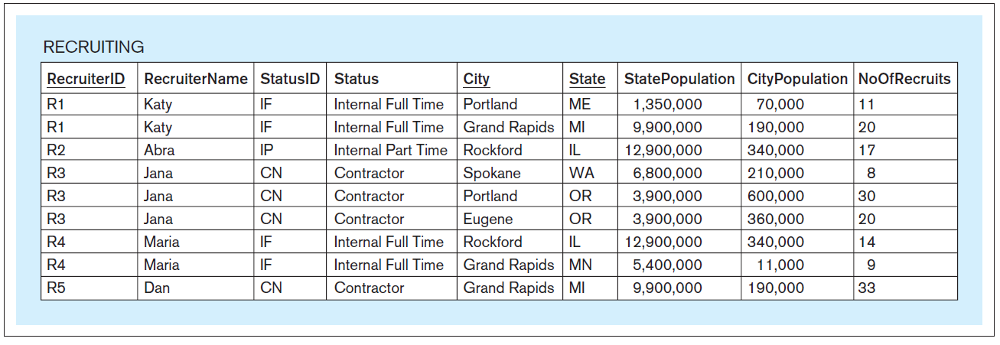 RECRUITING
RecruiterID RecruiterName StatusID Status City State StatePopulation CityPopulation NoOfRecruits
R1 Katy IF Internal Full Time Portland ME 1,350,000 70,000 11
R1 Katy IF Internal Full Time Grand Rapids MI 9,900,000 190,000 20
R2 Abra IP Internal Part Time Rockford IL 12,900,000 340,000 17
R3 Jana CN Contractor Spokane WA 6,800,000 210,000 8
R3 Jana CN Contractor Portland OR 3,900,000 600,000 30
R3 Jana CN Contractor Eugene OR 3,900,000 360,000 20
R4 Maria IF Internal Full Time Rockford IL 12,900,000 340,000 14
R4 Maria IF Internal Full Time Grand Rapids MN 5,400,000 11,000 9
R5 Dan CN Contractor Grand Rapids MI 9,900,000 190,000 33